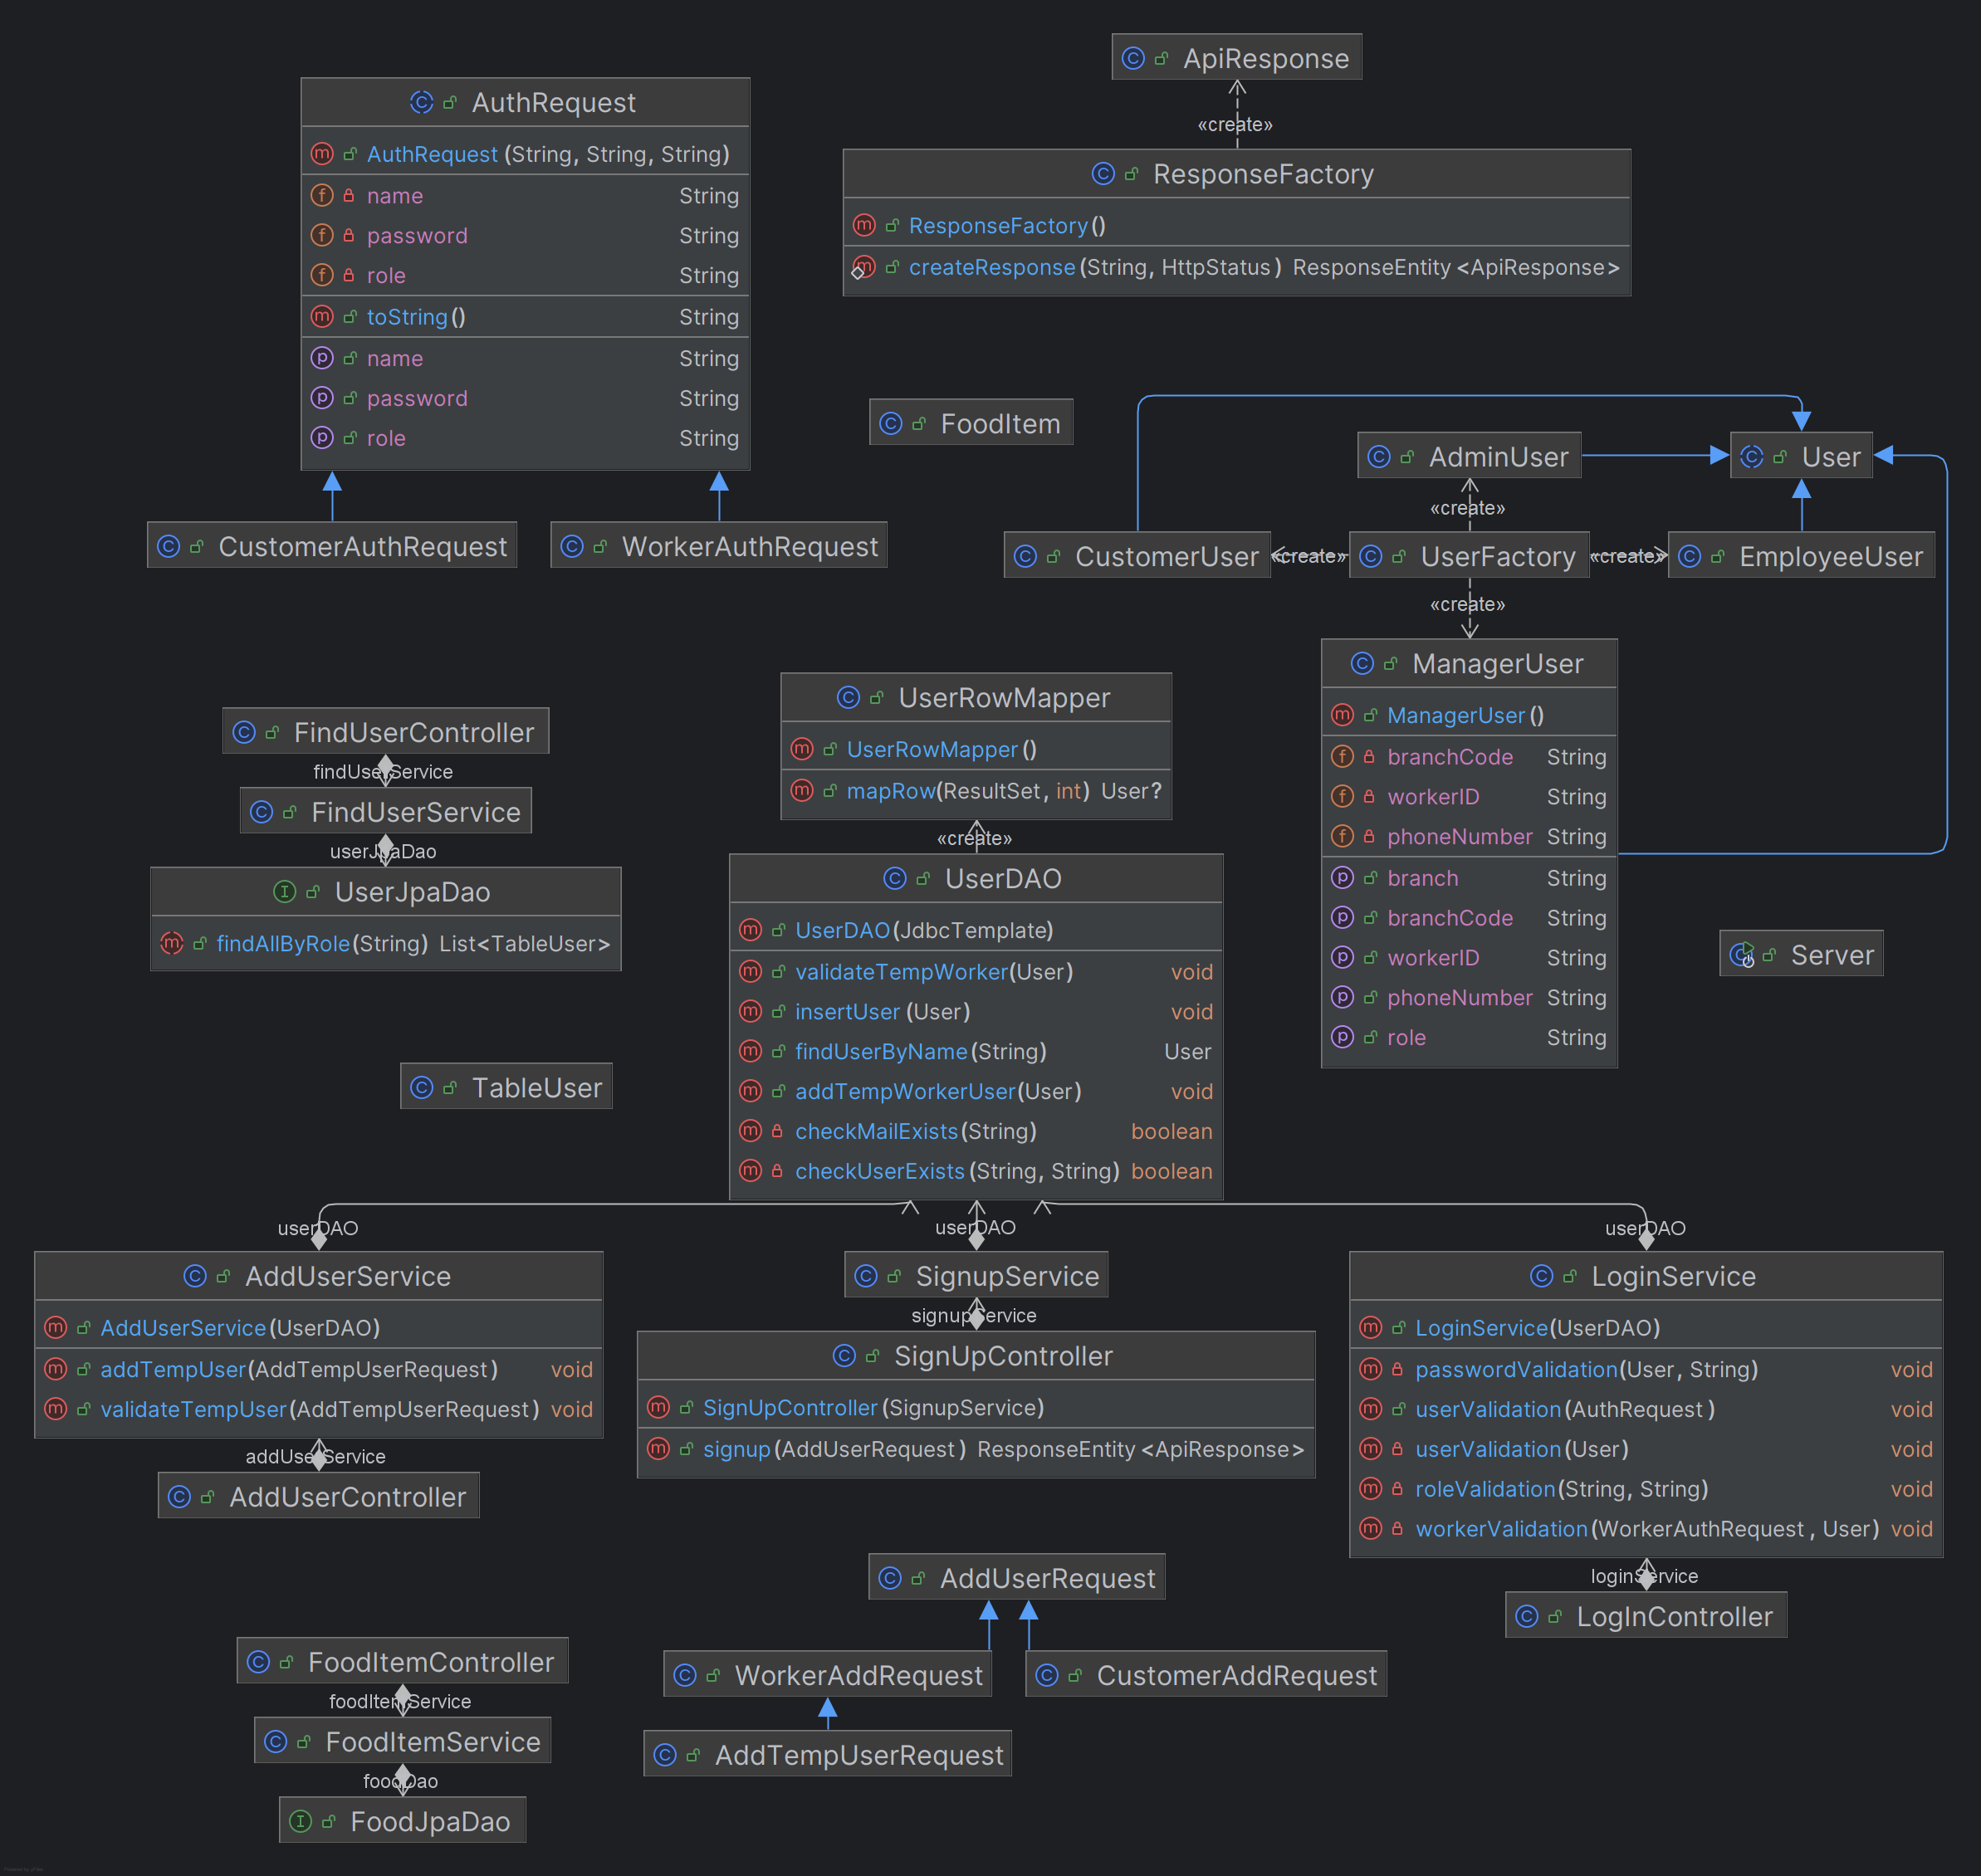 ApiResponse
«create»
AuthRequest
AuthRequest(String, String, String)
name String
password String
role String
toString() String
name String
password String
role String
ResponseFactory
ResponseFactory()
createResponse(String, HttpStatus) ResponseEntity<ApiResponse>
CustomerAuthRequest
WorkerAuthRequest
FoodItem
AdminUser
User
«create»
CustomerUser
«create»
UserFactory
«create»
EmployeeUser
«create»
ManagerUser
ManagerUser()
branchCode String
workerID String
phoneNumber String
branch String
branchCode String
workerID String
phoneNumber String
role String
FindUserController
findUserService
FindUserService
userJpaDao
UserJpaDao
findAllByRole(String) List<TableUser>
UserRowMapper
UserRowMapper()
mapRow(ResultSet, int) User?
«create»
UserDAO
UserDAO(JdbcTemplate)
validateTempWorker(User) void
insertUser(User) void
findUserByName(String) User
addTempWorkerUser(User) void
checkMailExists(String) boolean
checkUserExists(String, String) boolean
Server
TableUser
userDAO
userDAO
userDAO
AddUserService
AddUserService(UserDAO)
addTempUser(AddTempUserRequest) void
validateTempUser(AddTempUserRequest) void
addUserService
AddUserController
SignupService
signupService
SignUpController
SignUpController(SignupService)
signup(AddUserRequest) ResponseEntity<ApiResponse>
LoginService
LoginService(UserDAO)
passwordValidation(User, String) void
userValidation(AuthRequest) void
userValidation(User) void
roleValidation(String, String) void
workerValidation(WorkerAuthRequest, User) void
loginService
LogInController
AddUserRequest
WorkerAddRequest
CustomerAddRequest
AddTempUserRequest
FoodItemController
foodItemService
FoodItemService
foodDao
FoodJpaDao